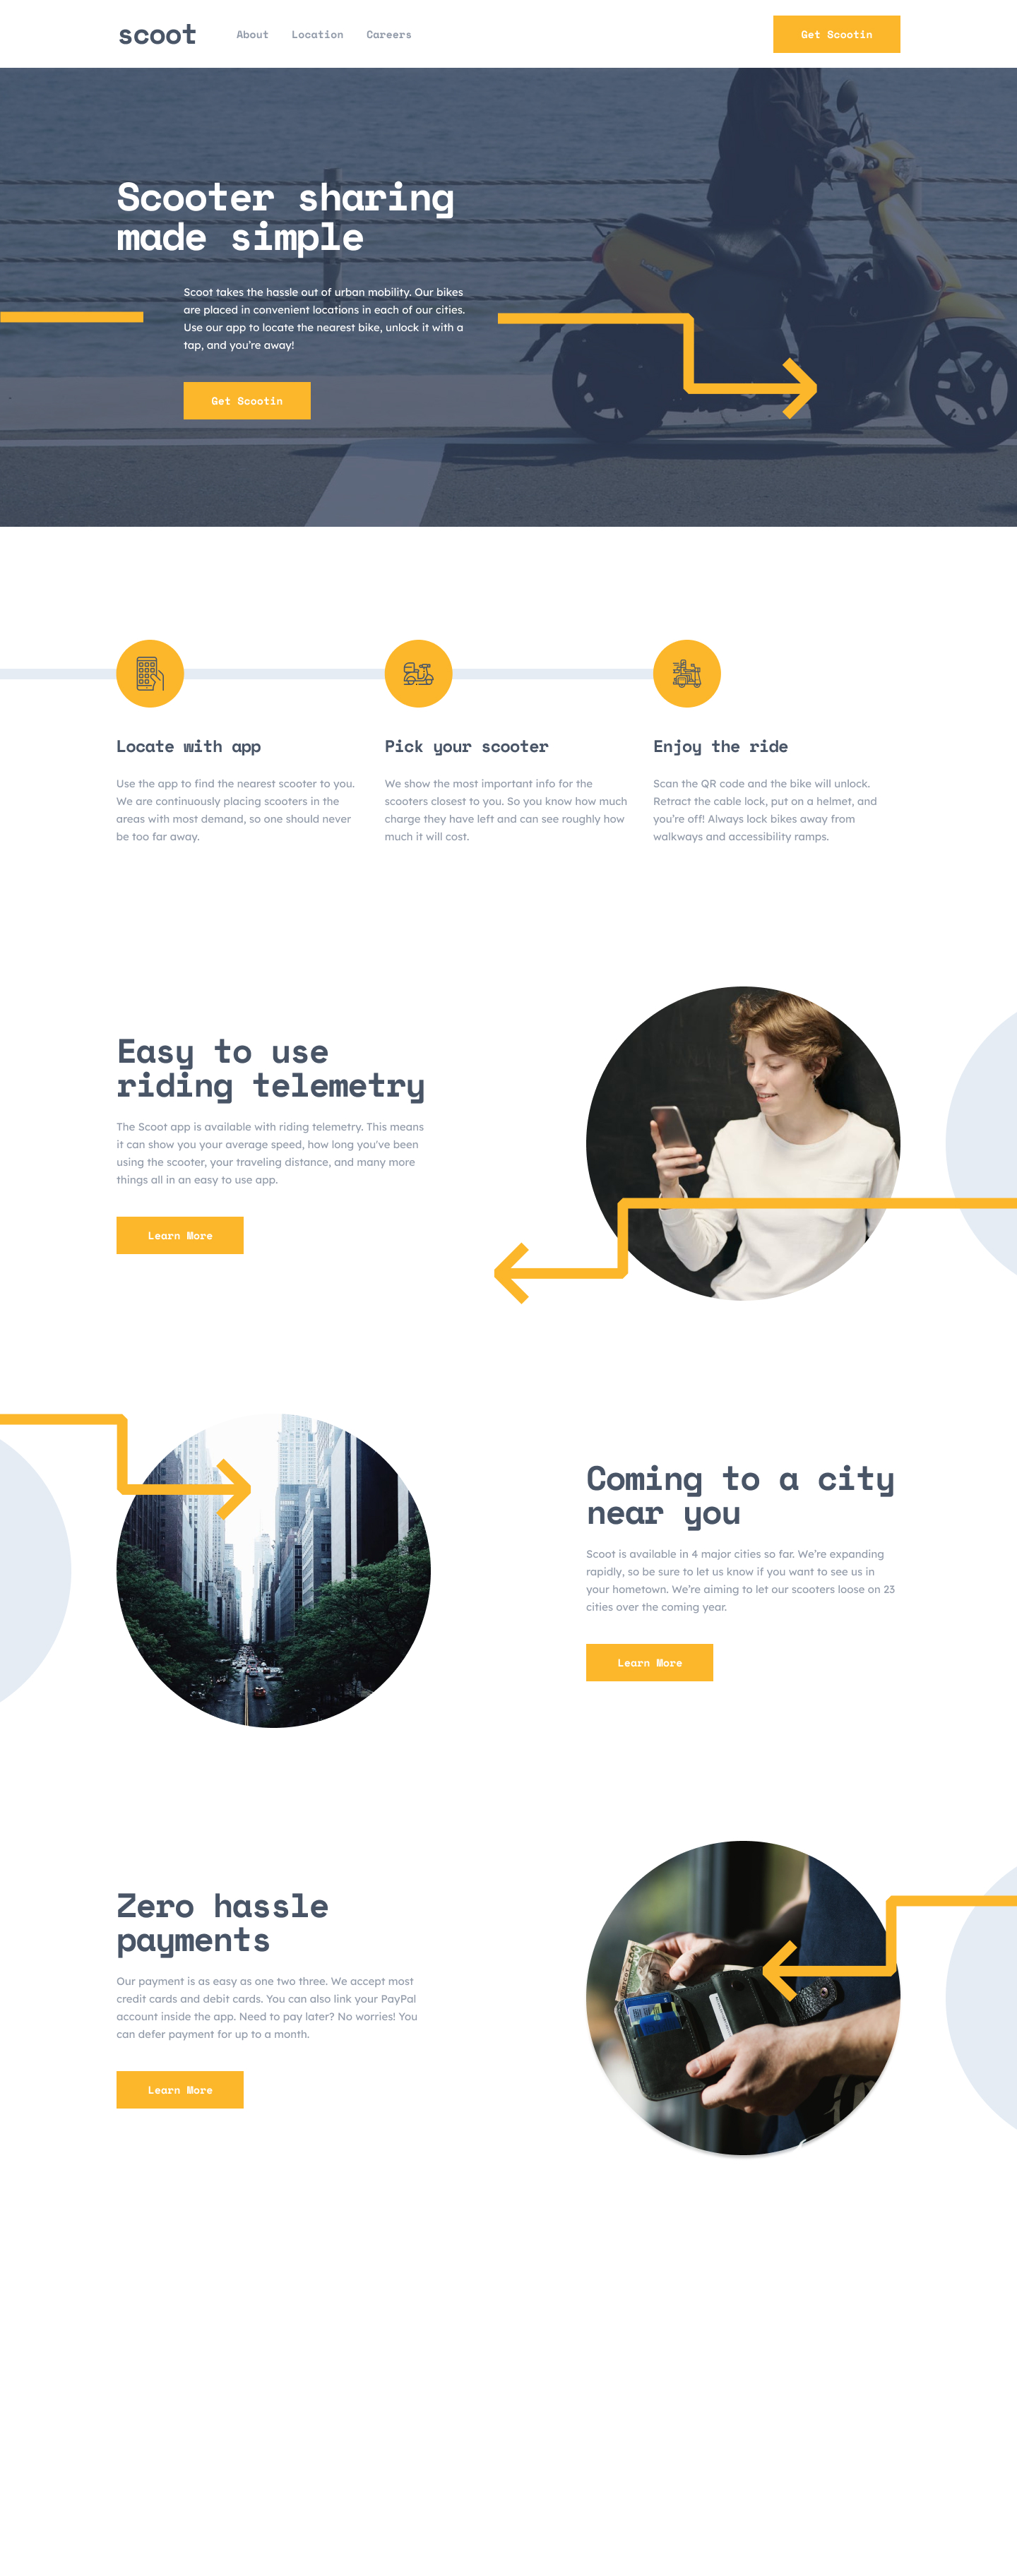 scoot
About
Location
Careers
Get Scootin
Scooter sharing
made simple
Scoot takes the hassle out of urban mobility. Our bikes
are placed in convenient locations in each of our cities.
Use our app to locate the nearest bike, unlock it with a
tap, and you’re away!
Get Scootin
Locate with app
Use the app to find the nearest scooter to you.
We are continuously placing scooters in the
areas with most demand, so one should never
be too far away.
Pick your scooter
We show the most important info for the
scooters closest to you. So you know how much
charge they have left and can see roughly how
much it will cost.
Enjoy the ride
Scan the QR code and the bike will unlock.
Retract the cable lock, put on a helmet, and
you’re off! Always lock bikes away from
walkways and accessibility ramps.
Easy to use
riding telemetry
The Scoot app is available with riding telemetry. This means
it can show you your average speed, how long you've been
using the scooter, your traveling distance, and many more
things all in an easy to use app.
Learn More
Coming to a city
near you
Scoot is available in 4 major cities so far. We’re expanding
rapidly, so be sure to let us know if you want to see us in
your hometown. We’re aiming to let our scooters loose on 23
cities over the coming year.
Learn More
Zero hassle
payments
Our payment is as easy as one two three. We accept most
credit cards and debit cards. You can also link your PayPal
account inside the app. Need to pay later? No worries! You
can defer payment for up to a month.
Learn More